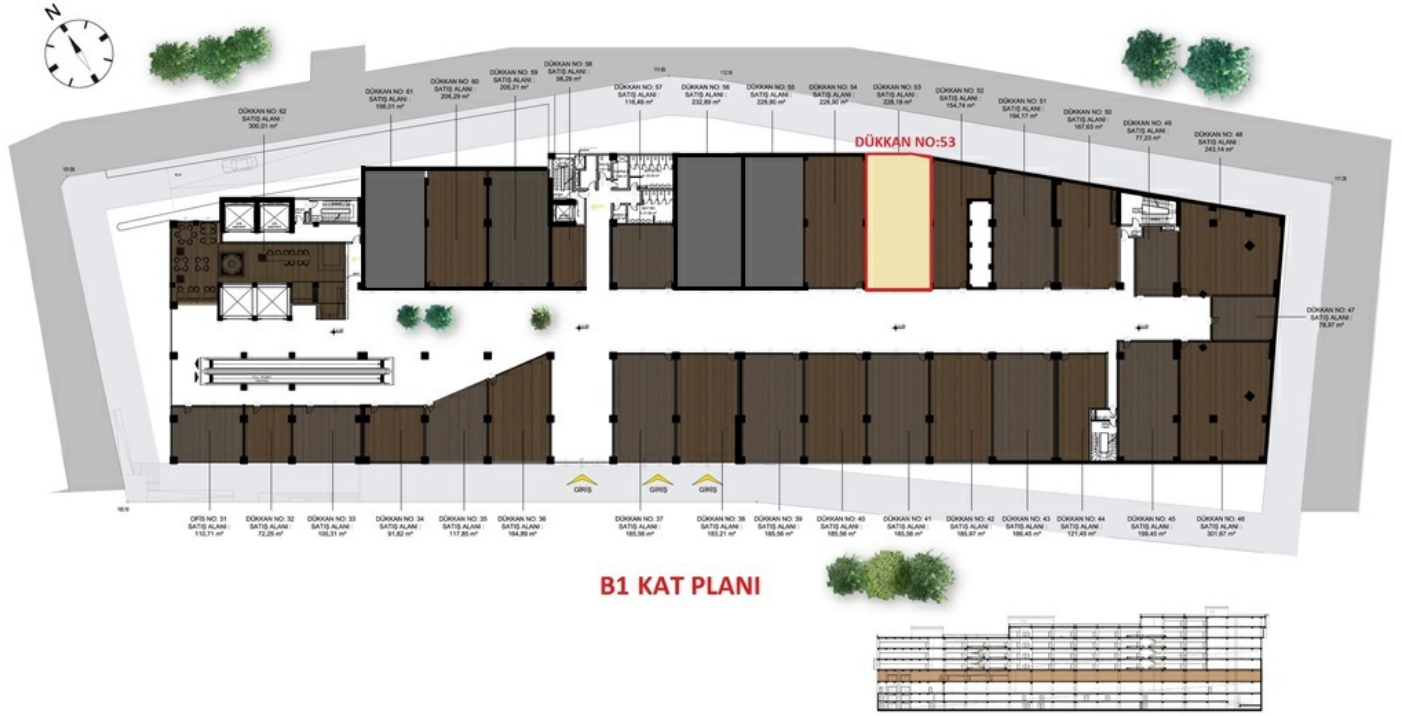 N
DÜKKAN NO: 62
SATIŞ ALANI :
300,01 m²
DÜKKAN NO: 61
SATIŞ ALANI :
198,01 m²
DÜKKAN NO: 60
SATIŞ ALANI :
206,29 m²
DÜKKAN NO: 59
SATIŞ ALANI :
205,21 m²
DÜKKAN NO: 58
SATIŞ ALANI :
58,29 m²
DÜKKAN NO: 57
SATIŞ ALANI :
116,49 m²
DÜKKAN NO: 56
SATIŞ ALANI :
232,89 m²
DÜKKAN NO: 55
SATIŞ ALANI :
228,90 m²
DÜKKAN NO: 54
SATIŞ ALANI :
228,90 m²
DÜKKAN NO: 53
SATIŞ ALANI :
228,18 m²
DÜKKAN NO: 52
SATIŞ ALANI :
154,74 m²
DÜKKAN NO: 51
SATIŞ ALANI :
194,17 m²
DÜKKAN NO: 50
SATIŞ ALANI :
167,63 m²
DÜKKAN NO: 49
SATIŞ ALANI :
77,23 m²
DÜKKAN NO: 48
SATIŞ ALANI :
243,14 m²
DÜKKAN NO:53
DÜKKAN NO: 47
SATIŞ ALANI :
78,97 m²
GİRİŞ
GİRİŞ
GİRİŞ
OFİS NO: 31
SATIŞ ALANI :
110,71 m²
DÜKKAN NO: 32
SATIŞ ALANI :
72,25 m²
DÜKKAN NO: 33
SATIŞ ALANI :
105,31 m²
DÜKKAN NO: 34
SATIŞ ALANI :
91,82 m²
DÜKKAN NO: 35
SATIŞ ALANI :
117,85 m²
DÜKKAN NO: 36
SATIŞ ALANI :
164,89 m²
DÜKKAN NO: 37
SATIŞ ALANI :
185,56 m²
DÜKKAN NO: 38
SATIŞ ALANI :
183,21 m²
DÜKKAN NO: 39
SATIŞ ALANI :
185,56 m²
DÜKKAN NO: 40
SATIŞ ALANI :
185,56 m²
DÜKKAN NO: 41
SATIŞ ALANI :
185,56 m²
DÜKKAN NO: 42
SATIŞ ALANI :
185,97 m²
DÜKKAN NO: 43
SATIŞ ALANI :
186,45 m²
DÜKKAN NO: 44
SATIŞ ALANI :
121,45 m²
DÜKKAN NO: 45
SATIŞ ALANI :
199,45 m²
DÜKKAN NO: 46
SATIŞ ALANI :
301,67 m²
B1 KAT PLANI